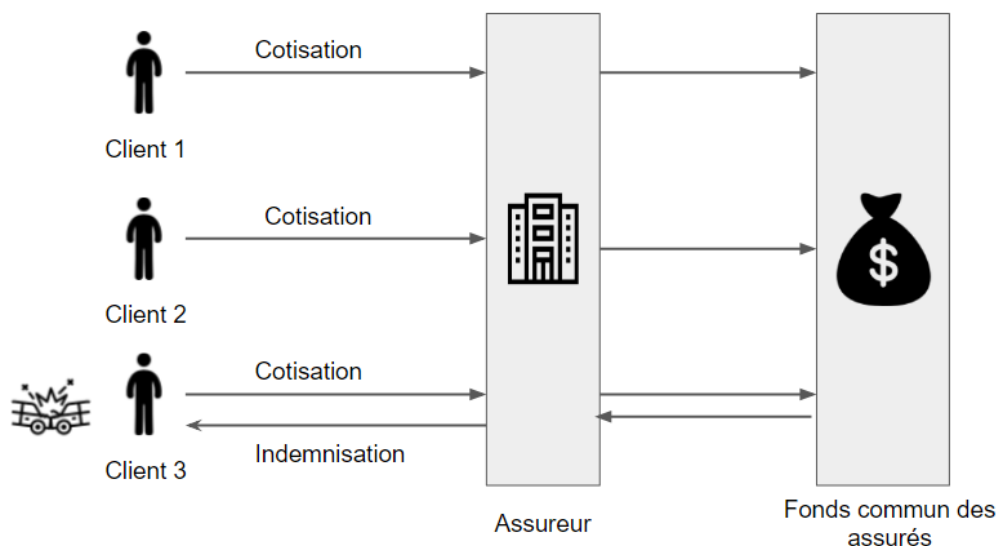 Cotisation
Client 1
Cotisation
Client 2
Cotisation
Indemnisation
Client 3
Assureur
$
Fonds commun des
assurés